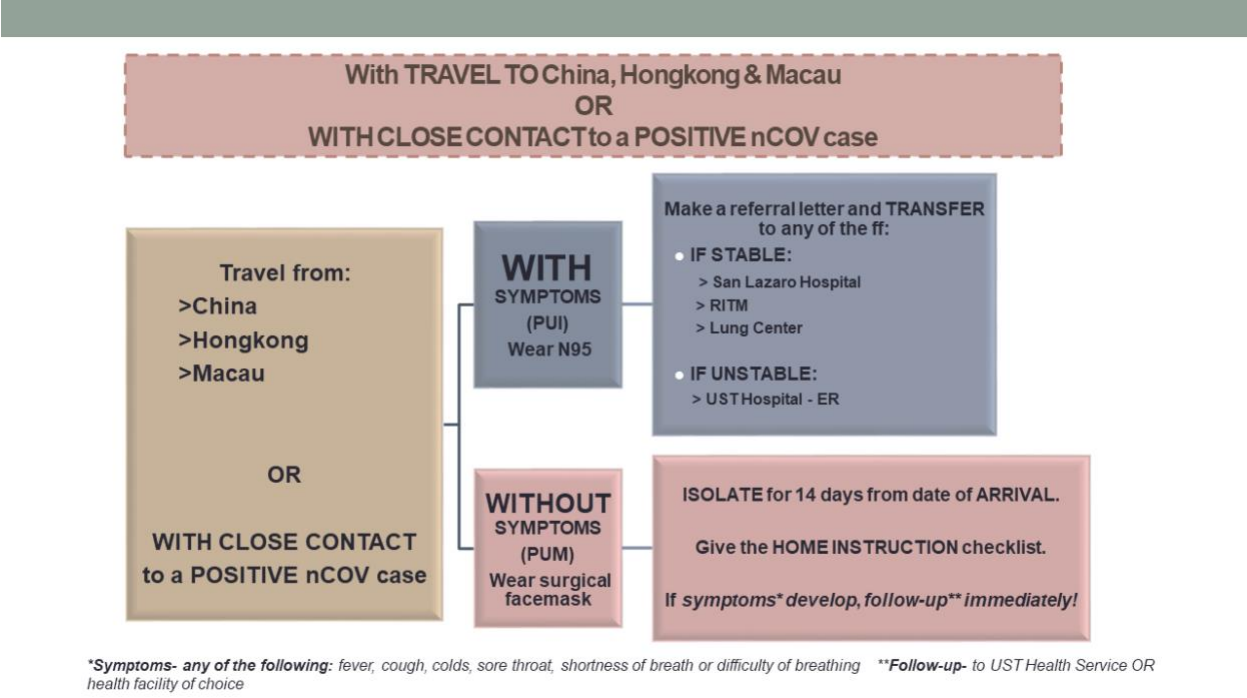 With TRAVEL TO China, Hongkong & Macau
OR
WITH CLOSE CONTACT to a POSITIVE nCOV case
Travel from:
>China
>Hongkong
>Macau
OR
WITH CLOSE CONTACT
to a POSITIVE nCOV case
WITH
SYMPTOMS
(PUI)
Wear N95
Make a referral letter and TRANSFER
to any of the ff:
• IF STABLE:
> San Lazaro Hospital
> RITM
> Lung Center
• IF UNSTABLE:
> UST Hospital - ER
WITHOUT
SYMPTOMS
(PUM)
Wear surgical
facemask
ISOLATE for 14 days from date of ARRIVAL.
Give the HOME INSTRUCTION checklist.
If symptoms* develop, follow-up** immediately!
*Symptoms- any of the following: fever, cough, colds, sore throat, shortness of breath or difficulty of breathing **Follow-up- to UST Health Service OR
health facility of choice